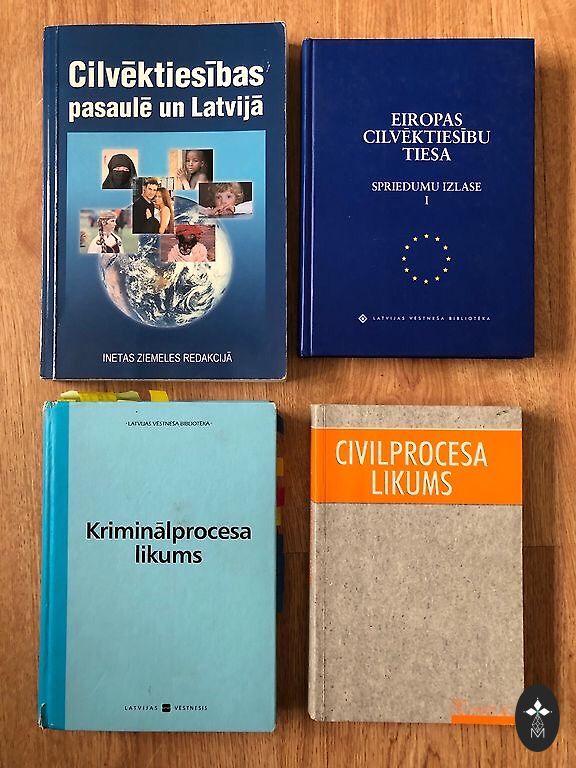 Cilvēktiesības
pasaulē un Latvijā
INETAS ZIEMELES REDAKCIJĀ
EIROPAS
CILVĒKTIESĪBU
TIESA
SPRIEDUMU IZLASE
I
LATVIJAS VĒSTNEŠA BIBLIOTĒKA
·LATVIJAS VĒSTNEŠA BIBLIOTĒKA·
Kriminālprocesa
likums
LATVIJAS VĒSTNESIS
CIVILPROCESA
LIKUMS
M